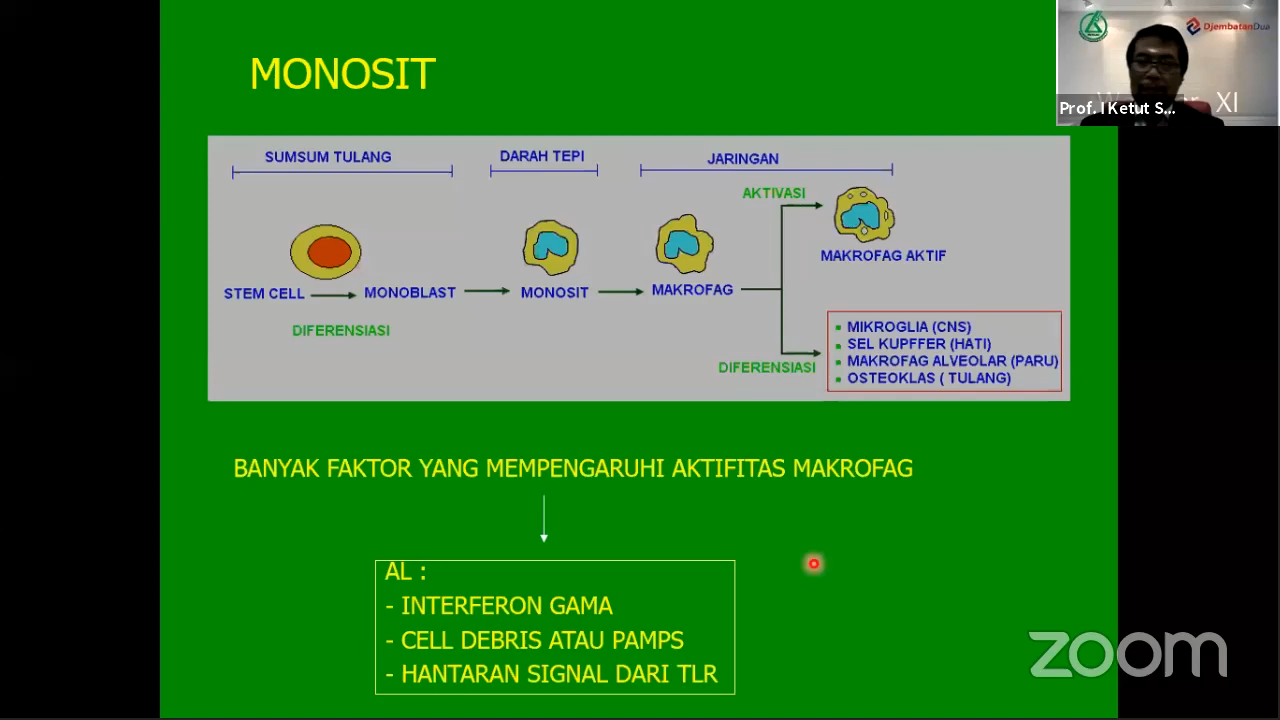 MONOSIT
DjembatanDua
XI
Prof. I Ketut S...
SUMSUM TULANG
DARAH TEPI
JARINGAN
AKTIVASI
MAKROFAG AKTIF
STEM CELL
MONOBLAST
MONOSIT
MAKROFAG
DIFERENSIASI
DIFERENSIASI
▪ MIKROGLIA (CNS)
▪ SEL KUPFFER (HATI)
▪ MAKROFAG ALVEOLAR (PARU)
▪ OSTEOKLAS ( TULANG)
BANYAK FAKTOR YANG MEMPENGARUHI AKTIFITAS MAKROFAG
AL :
- INTERFERON GAMA
- CELL DEBRIS ATAU PAMPS
- HANTARAN SIGNAL DARI TLR
zoom